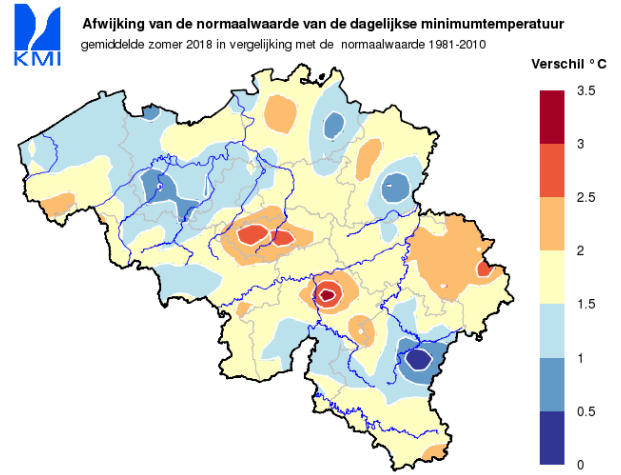 Afwijking van de normaalwaarde van de dagelijkse minimumtemperatuur
gemiddelde zomer 2018 in vergelijking met de normaalwaarde 1981-2010
KMI
Verschil °C
3.5
3
2.5
2
1.5
1
0.5
0